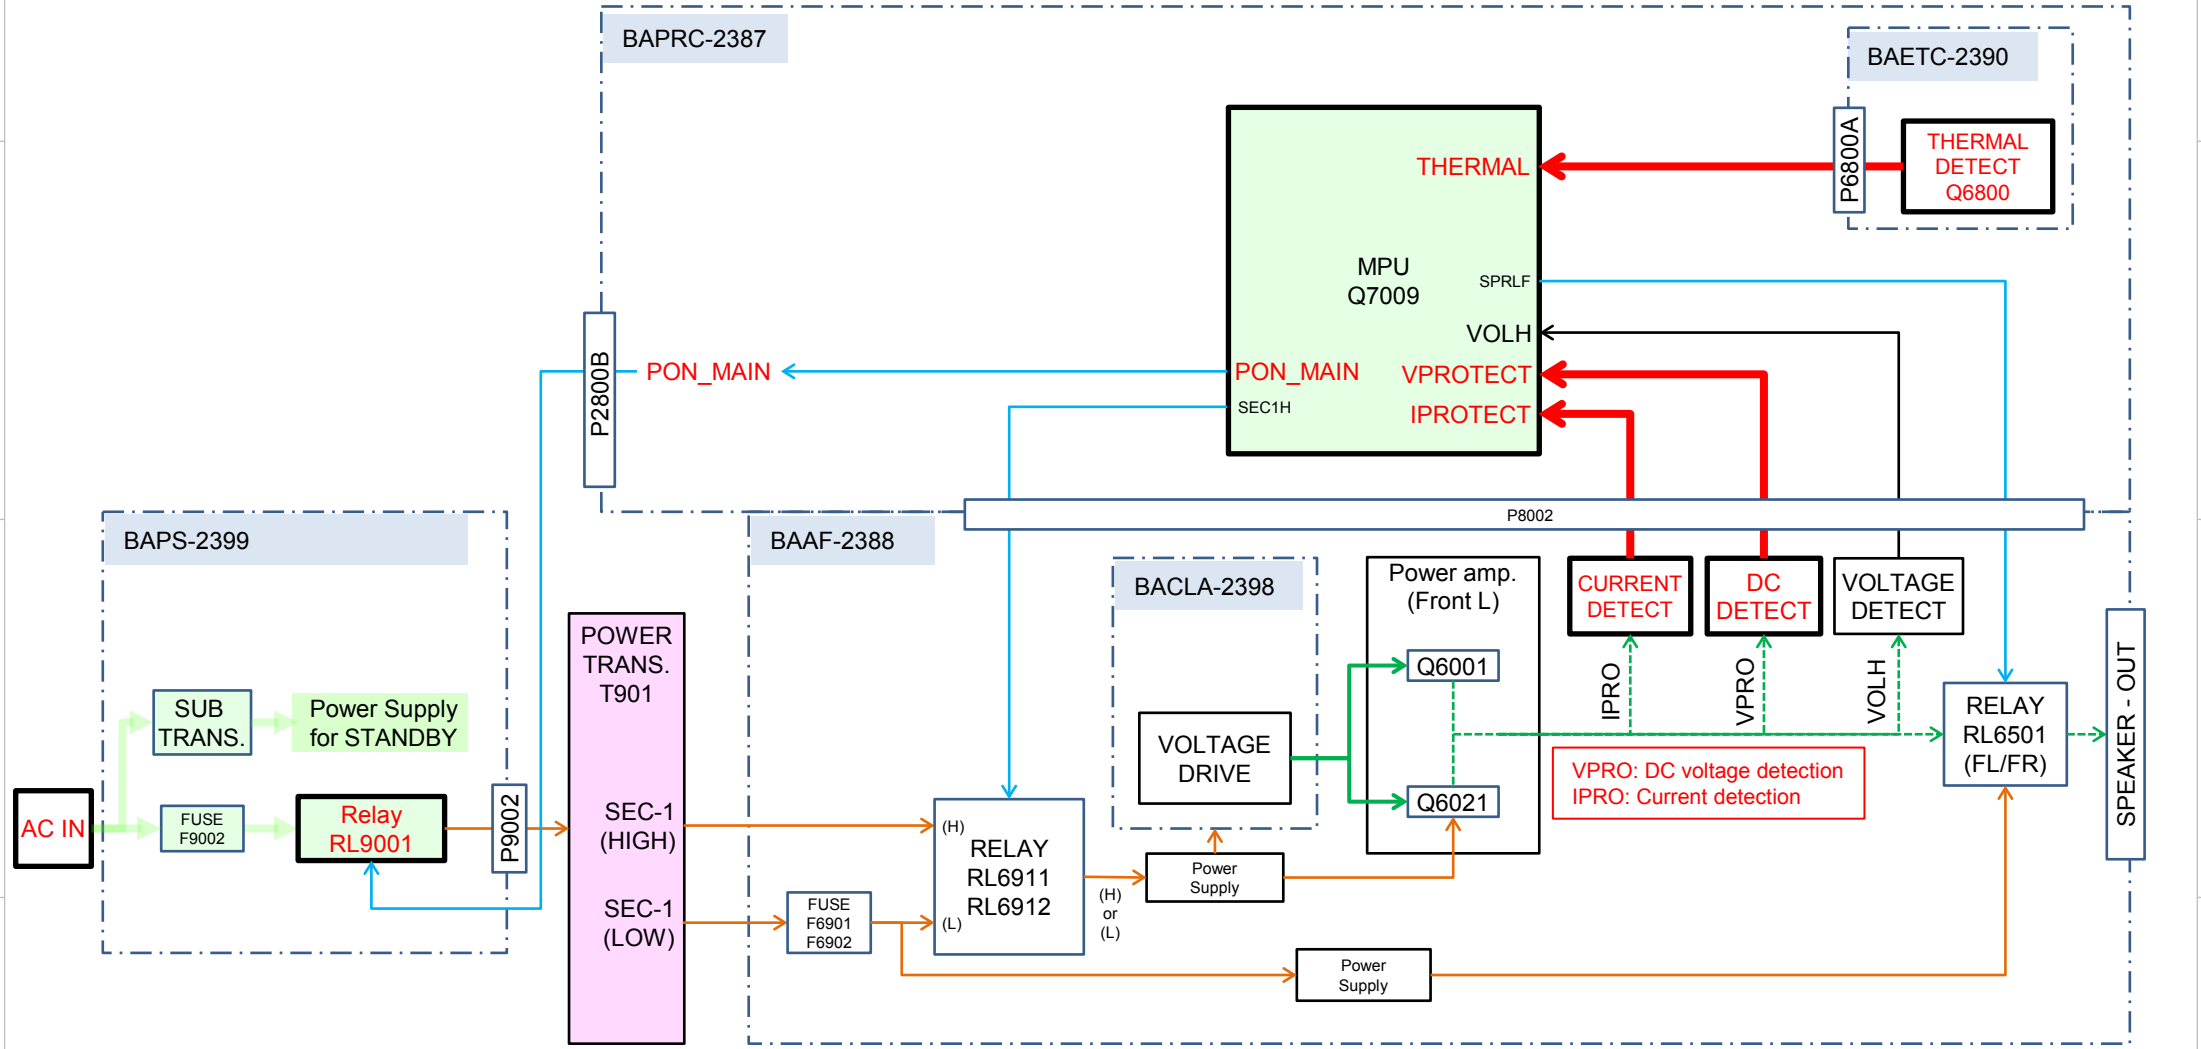 BAPRC-2387
BAETC-2390
P6800A
THERMAL
DETECT
Q6800
THERMAL
MPU
Q7009
SPRLF
VOLH
PON_MAIN
VPROTECT
SEC1H
IPROTECT
PON_MAIN
P2800B
P8002
BAPS-2399
BAAF-2388
BACLA-2398
Power amp.
(Front L)
CURRENT
DETECT
DC
DETECT
VOLTAGE
DETECT
POWER
TRANS.
T901
Q6001
IPRO
VPRO
VOLH
SUB
TRANS.
Power Supply
for STANDBY
VOLTAGE
DRIVE
RELAY
RL6501
(FL/FR)
SPEAKER - OUT
VPRO: DC voltage detection
IPRO: Current detection
Q6021
AC IN
FUSE
F9002
Relay
RL9001
P9002
SEC-1
(HIGH)
(H)
RELAY
RL6911
RL6912
(L)
Power
Supply
(H)
or
(L)
SEC-1
(LOW)
FUSE
F6901
F6902
Power
Supply